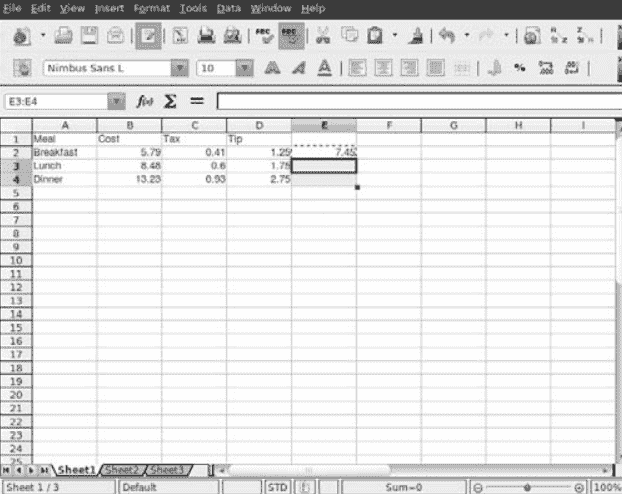 File Edit View Insert Format Tools Data Window Help
Nimbus Sans L 10
E3:E4 f(x) Σ =
A B C D E F G H I
1 Meal Cost Tax Tip
2 Breakfast 5.79 0.41 1.25 7.45
3 Lunch 8.48 0.6 1.75
4 Dinner 13.23 0.93 2.75
5
6
7
8
9
10
11
12
13
14
15
16
17
18
19
20
21
22
23
24
25
Sheet1 Sheet2 Sheet3
Sheet 1 / 3 Default STD Sum=0 100%